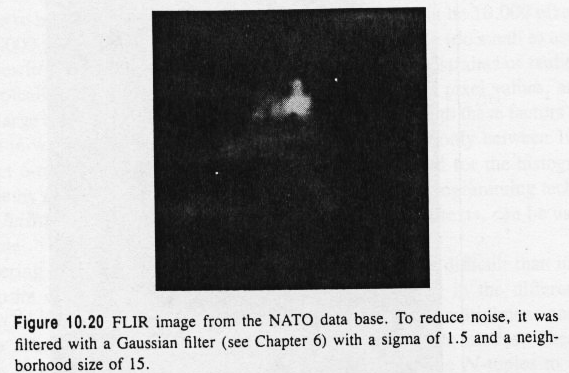 Figure 10.20 FLIR image from the NATO data base. To reduce noise, it was
filtered with a Gaussian filter (see Chapter 6) with a sigma of 1.5 and a neigh-
borhood size of 15.